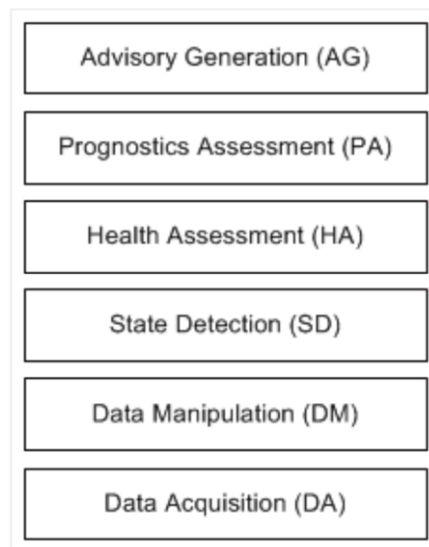 Advisory Generation (AG)
Prognostics Assessment (PA)
Health Assessment (HA)
State Detection (SD)
Data Manipulation (DM)
Data Acquisition (DA)